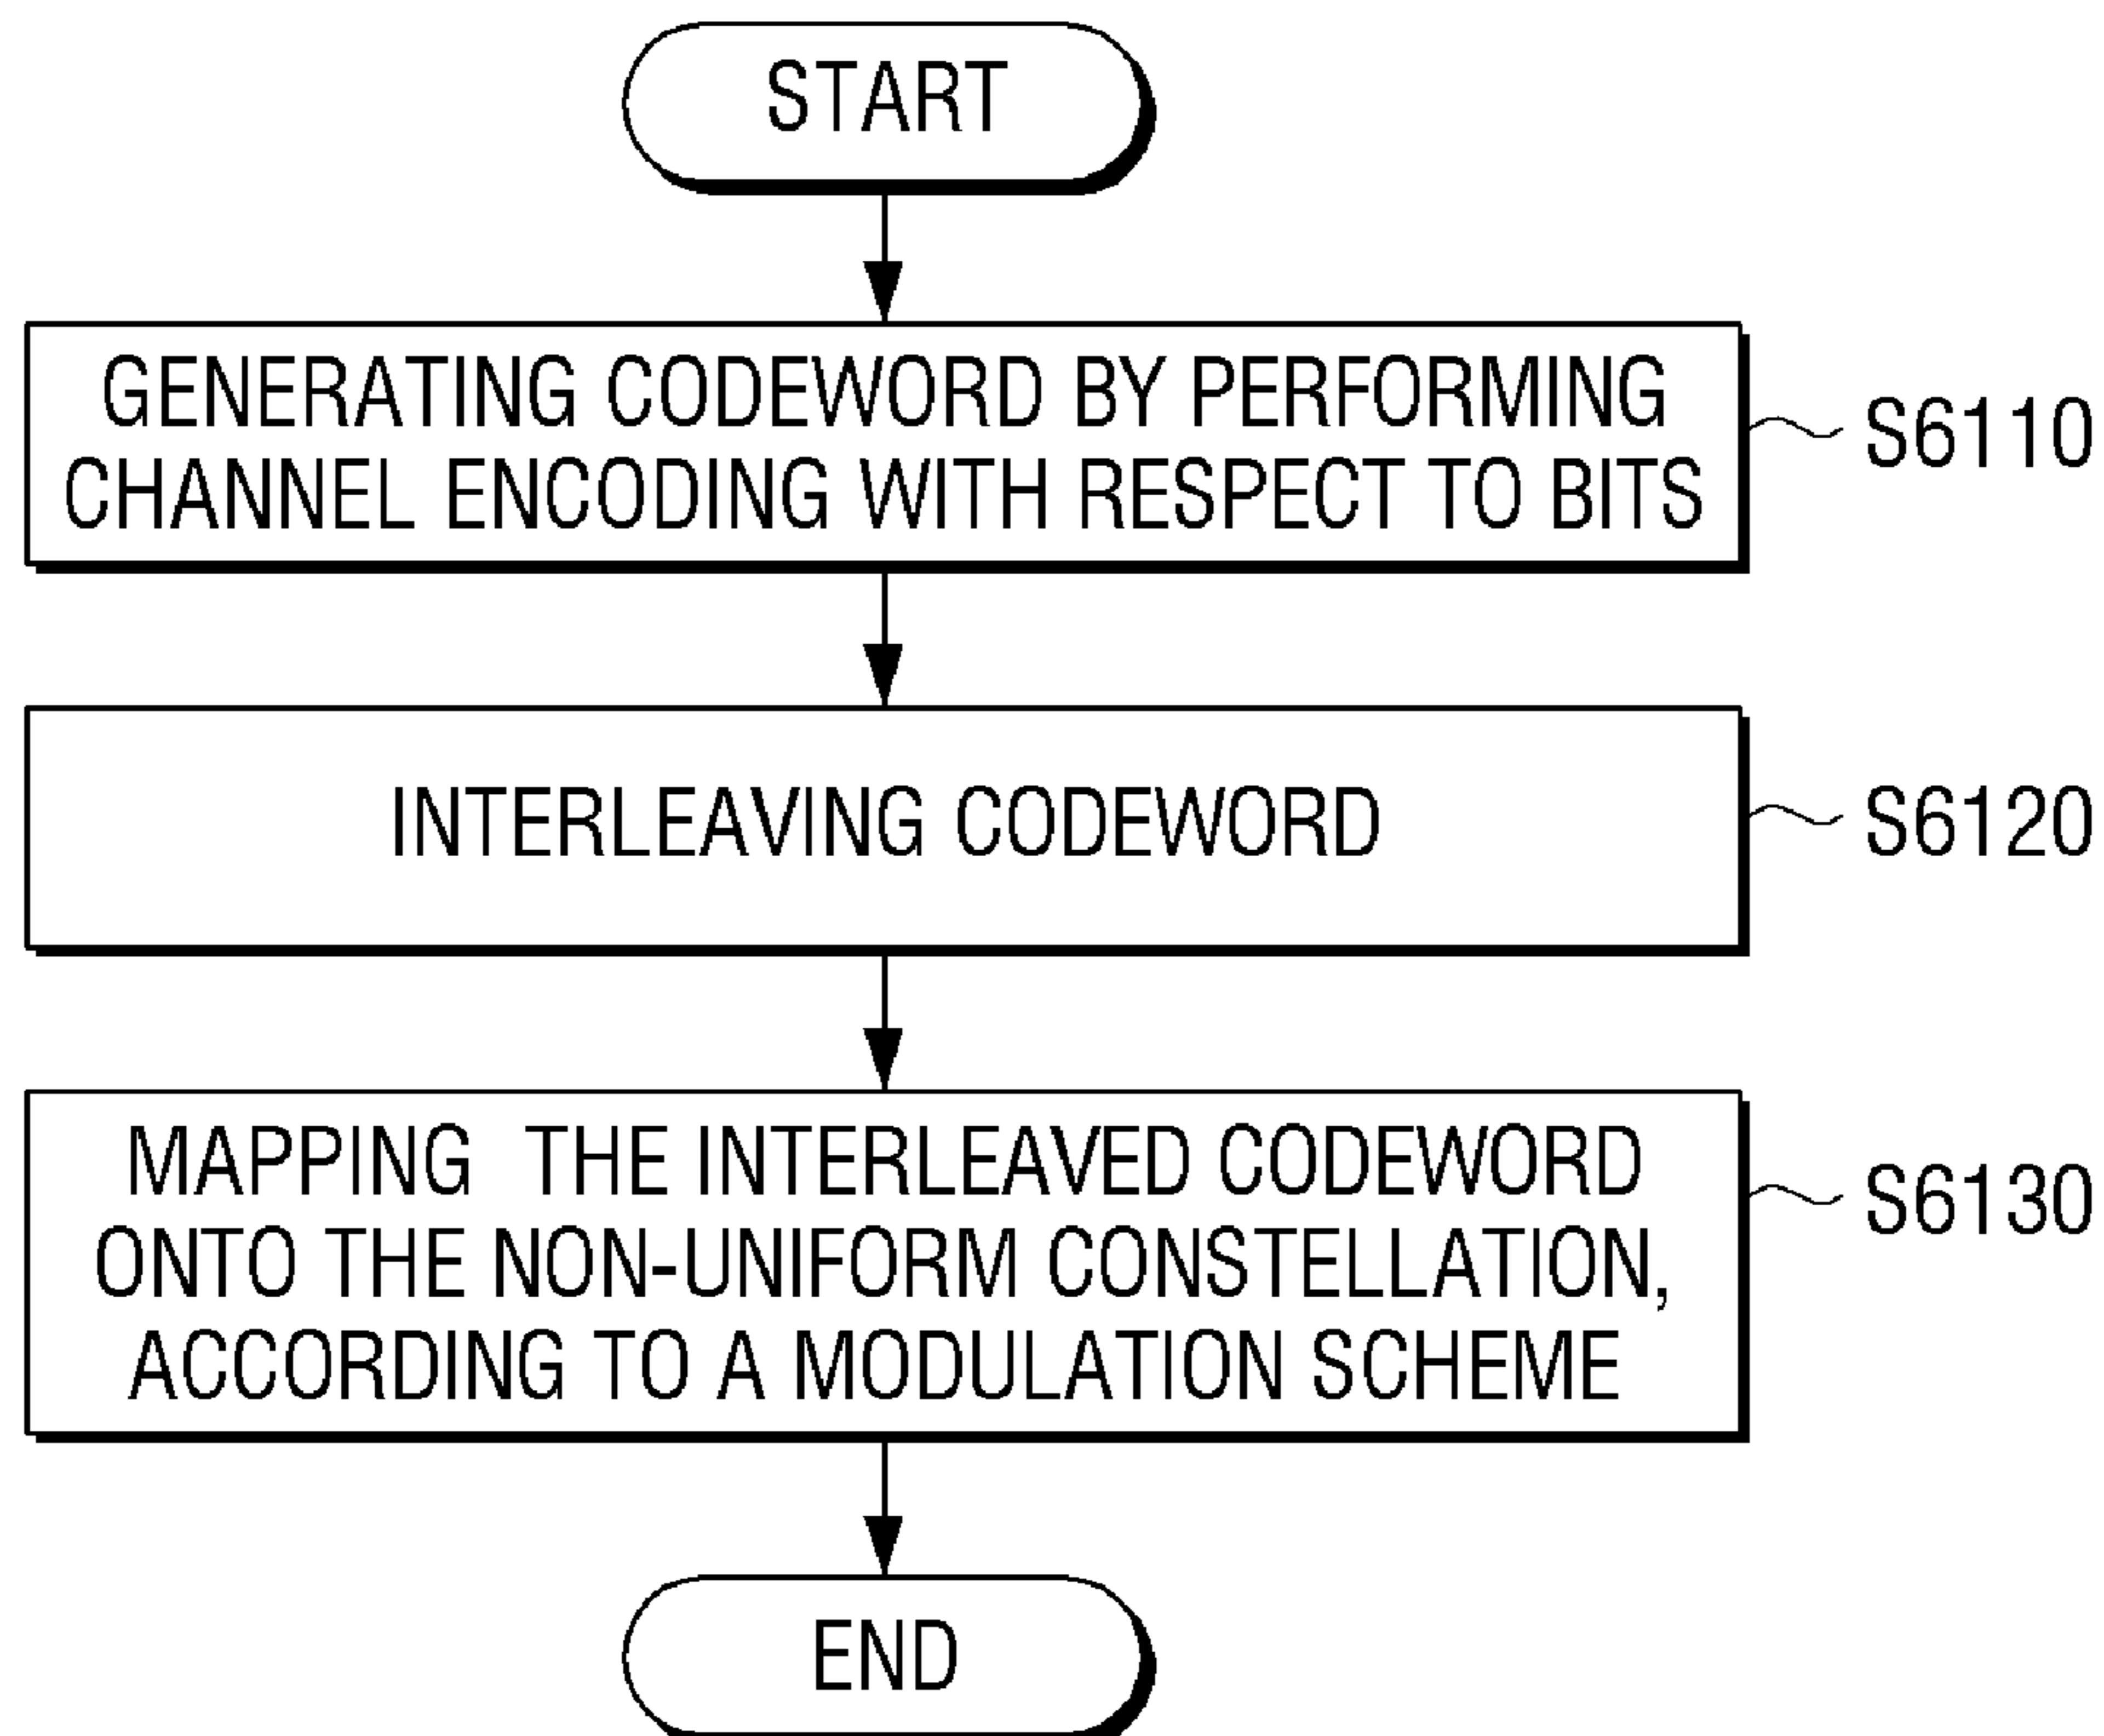 START
GENERATING CODEWORD BY PERFORMING
CHANNEL ENCODING WITH RESPECT TO BITS
S6110
INTERLEAVING CODEWORD
S6120
MAPPING THE INTERLEAVED CODEWORD
ONTO THE NON-UNIFORM CONSTELLATION,
ACCORDING TO A MODULATION SCHEME
S6130
END